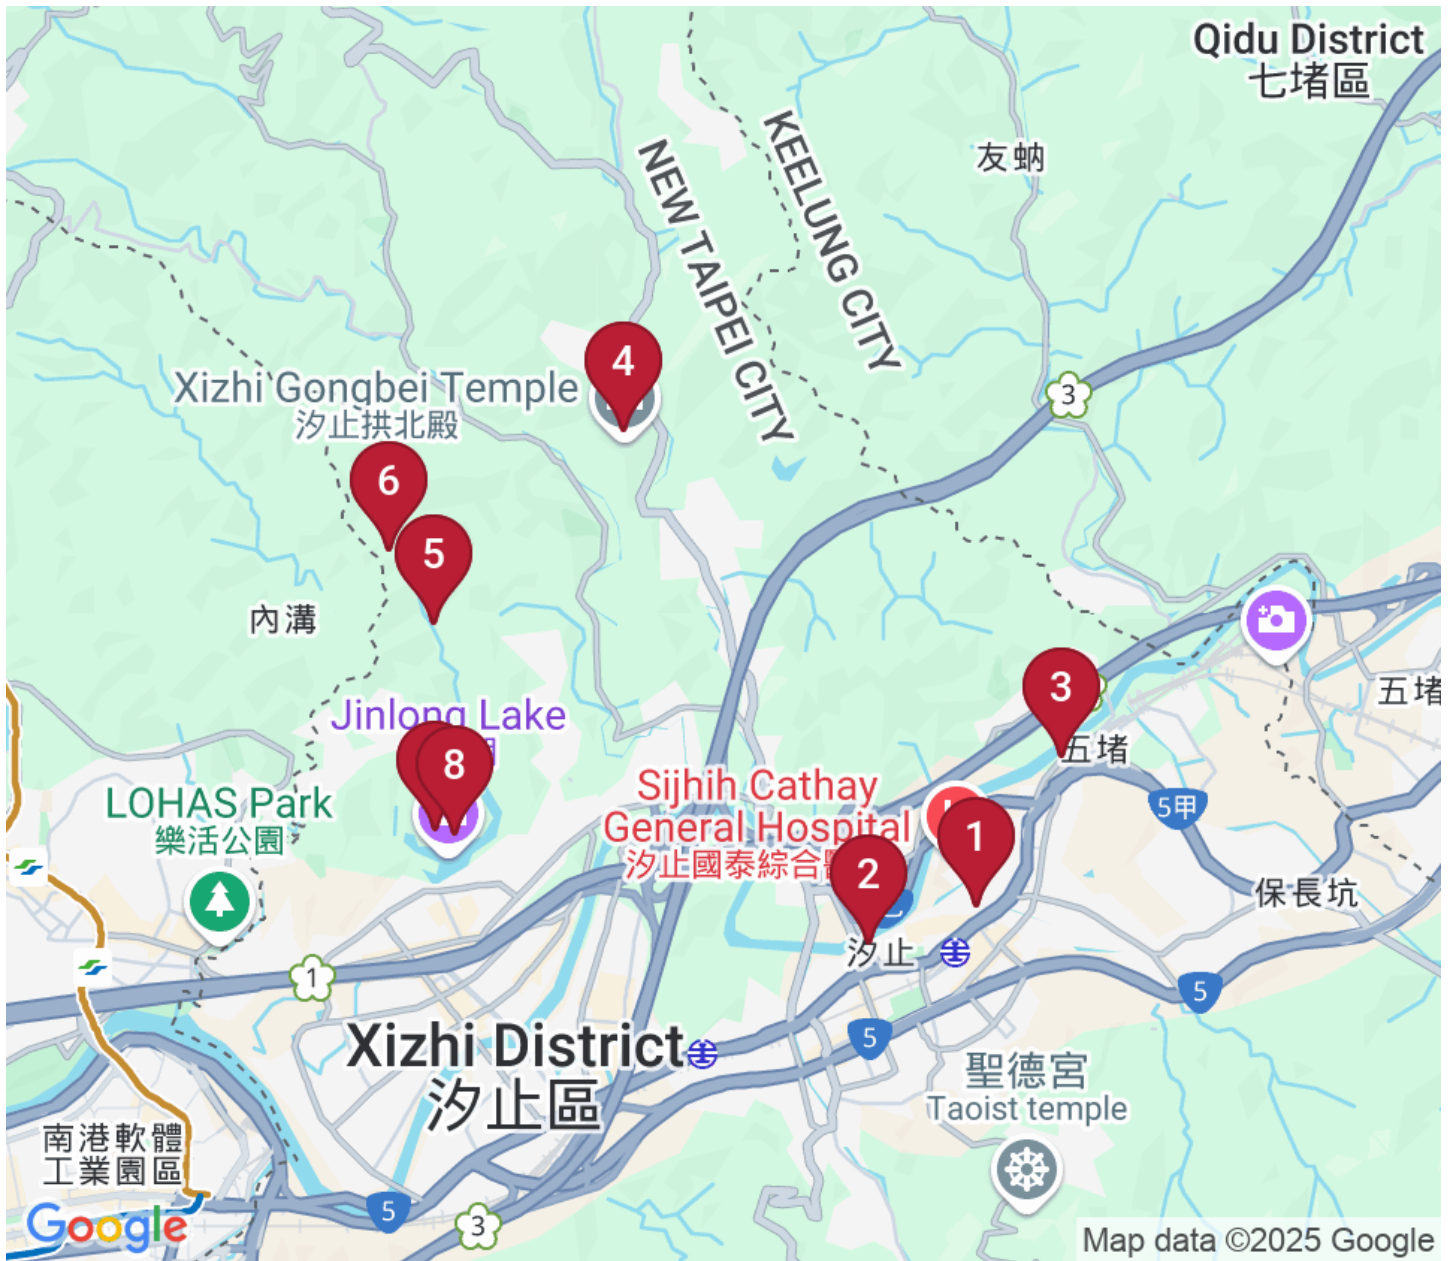 Qidu District
七堵區
KEELUNG CITY
NEW TAIPEI CITY
友蚋
4
3
Xizhi Gongbei Temple
汐止拱北殿
6
5
內溝
3
五堵
五堵
Jinlong Lake
8
LOHAS Park
樂活公園
Sijhih Cathay
General Hospital
汐止國泰綜合
5甲
1
2
保長坑
汐止
1
5
5
Xizhi District
汐止區
聖德宮
Taoist temple
南港軟體
工業園區
5
3
Google
Map data ©2025 Google